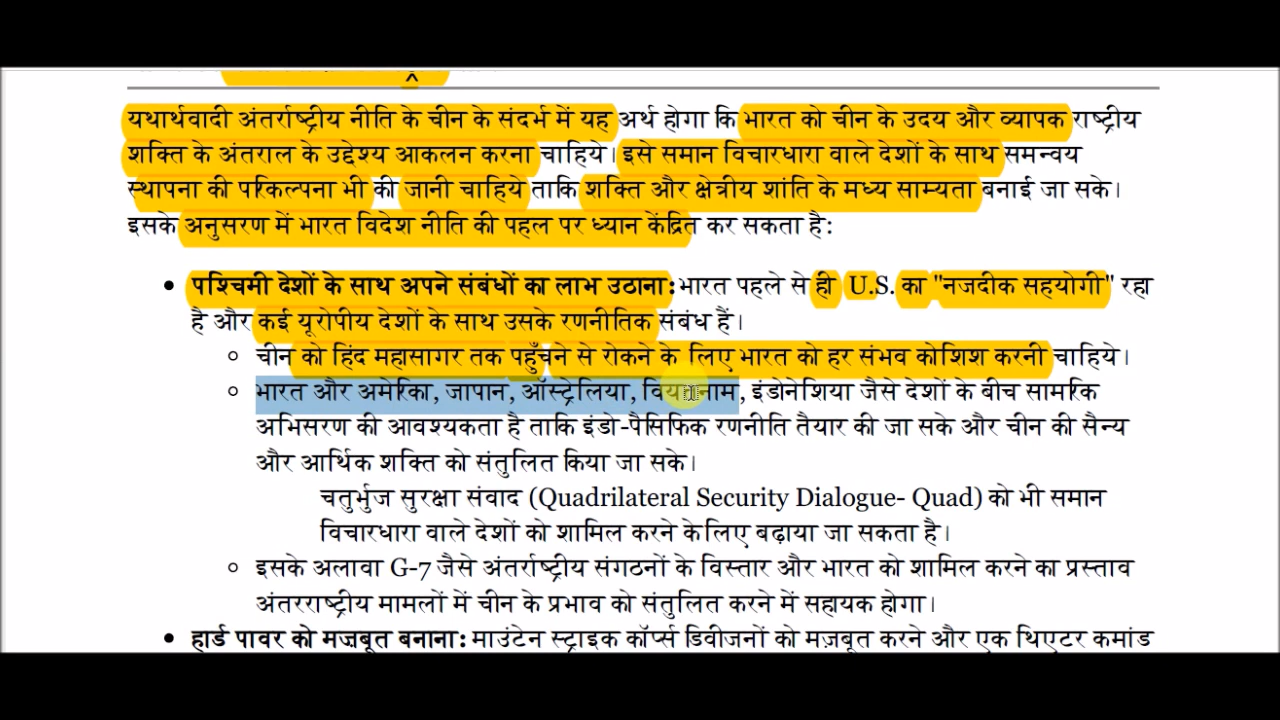 यथार्थवादी अंतर्राष्ट्रीय नीति के चीन के संदर्भ में यह अर्थ होगा कि भारत को चीन के उदय और व्यापक राष्ट्रीय
शक्ति के अंतराल के उद्देश्य आकलन करना चाहिये। इसे समान विचारधारा वाले देशों के साथ समन्वय
स्थापना की परिकल्पना भी की जानी चाहिये ताकि शक्ति और क्षेत्रीय शांति के मध्य साम्यता बनाई जा सके।
इसके अनुसरण में भारत विदेश नीति की पहल पर ध्यान केंद्रित कर सकता है:
• पश्चिमी देशों के साथ अपने संबंधों का लाभ उठाना: भारत पहले से ही U.S. का "नजदीक सहयोगी" रहा
है और कई यूरोपीय देशों के साथ उसके रणनीतिक संबंध हैं।
○ चीन को हिंद महासागर तक पहुँचने से रोकने के लिए भारत को हर संभव कोशिश करनी चाहिये।
○ भारत और अमेरिका, जापान, ऑस्ट्रेलिया, वियतनाम, इंडोनेशिया जैसे देशों के बीच सामरिक
अभिसरण की आवश्यकता है ताकि इंडो-पैसिफिक रणनीति तैयार की जा सके और चीन की सैन्य
और आर्थिक शक्ति को संतुलित किया जा सके।
चतुर्भुज सुरक्षा संवाद (Quadrilateral Security Dialogue- Quad) को भी समान
विचारधारा वाले देशों को शामिल करने के लिए बढ़ाया जा सकता है।
○ इसके अलावा G-7 जैसे अंतर्राष्ट्रीय संगठनों के विस्तार और भारत को शामिल करने का प्रस्ताव
अंतरराष्ट्रीय मामलों में चीन के प्रभाव को संतुलित करने में सहायक होगा।
• हार्ड पावर को मज़बूत बनाना: माउंटेन स्ट्राइक कॉर्प्स डिवीजनों को मज़बूत करने और एक थिएटर कमांड